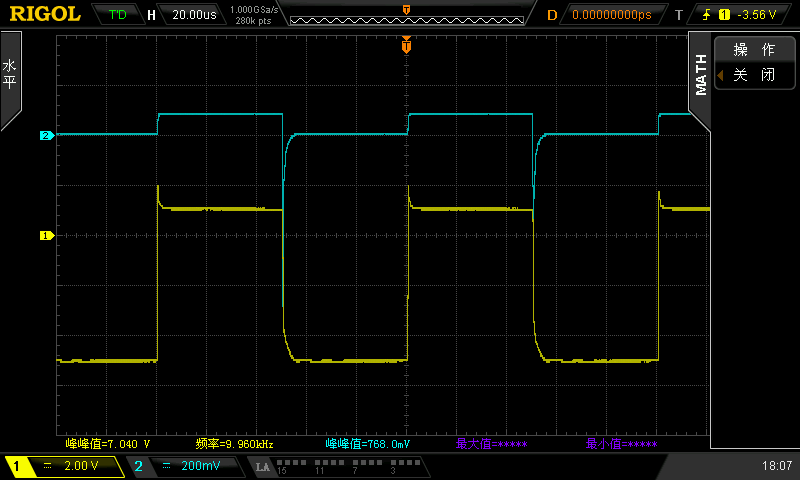 RIGOL T'D H 20.00us 1.000GSa/s D 0.00000000ps T 1 -3.56 V
280k pts
T
水平
T
MATH
操 作
关 闭
2
1
峰峰值=7.040 V 频率=9.960kHz 峰峰值=768.0mV 最大值=***** 最小值=*****
1 2.00 V 2 200mV LA 15 11 7 3 18:07